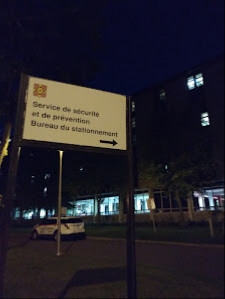 Service de sécurité
et de prévention
Bureau du stationnement